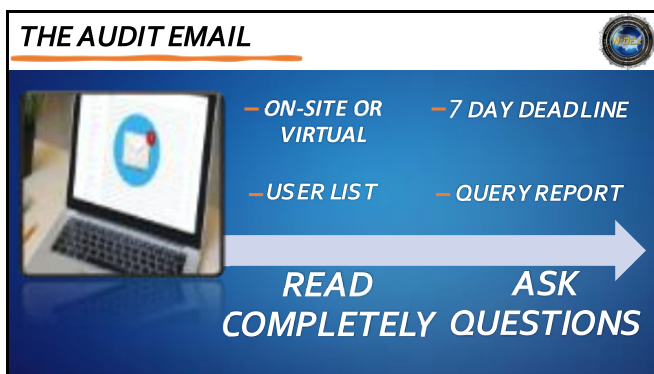 THE AUDIT EMAIL
– ON-SITE OR
VIRTUAL
– 7 DAY DEADLINE
– USER LIST
– QUERY REPORT
READ
COMPLETELY
ASK
QUESTIONS